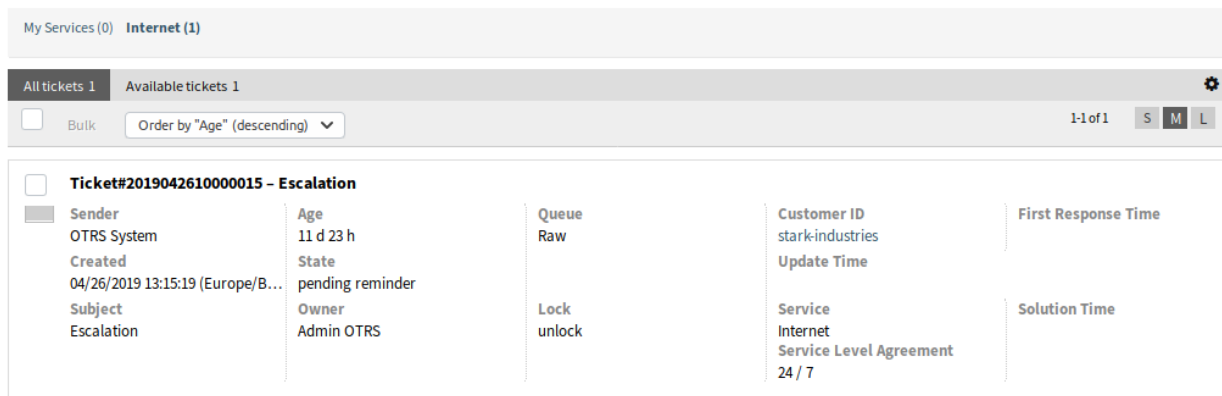 My Services (0) Internet (1)
All tickets 1 Available tickets 1
Bulk Order by "Age" (descending) 1-1 of 1 S M L
Ticket#2019042610000015 – Escalation
Sender Age Queue Customer ID First Response Time
OTRS System 11 d 23 h Raw stark-industries
Created State Update Time
04/26/2019 13:15:19 (Europe/B... pending reminder
Subject Owner Lock Service Solution Time
Escalation Admin OTRS unlock Internet
Service Level Agreement
24 / 7